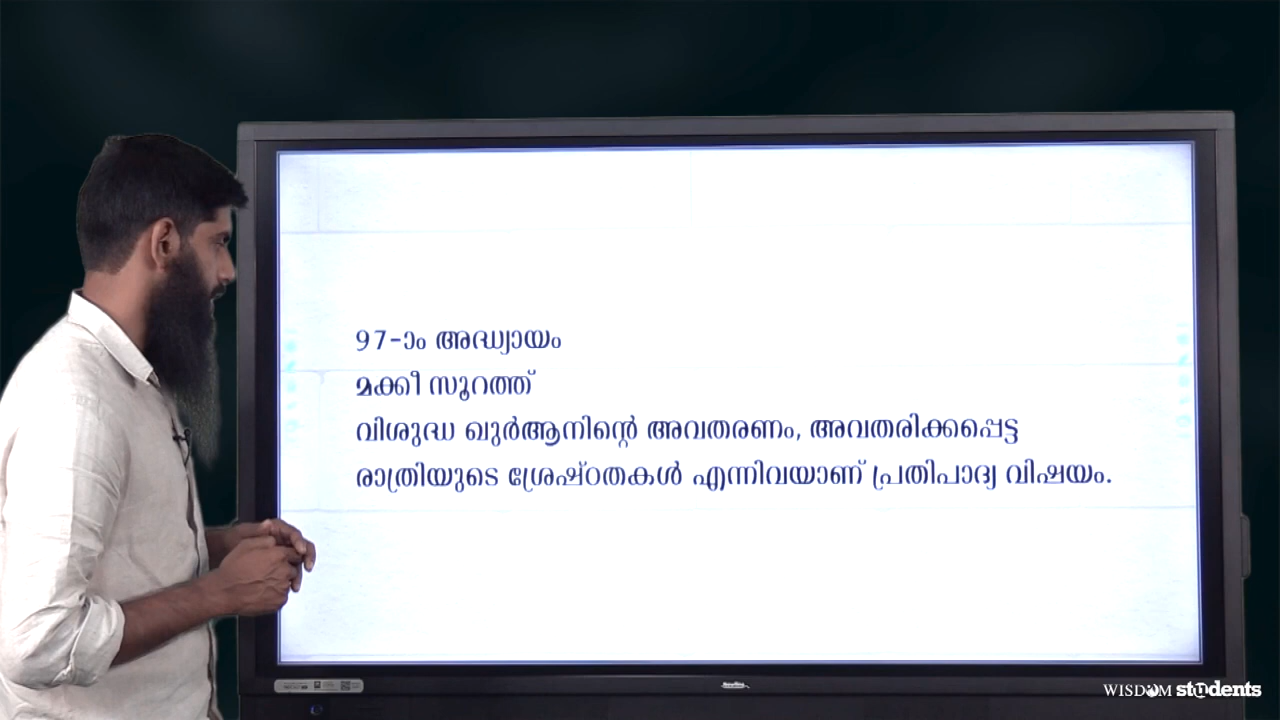 97-ാം അദ്ധ്യായം
മക്കീ സൂറത്ത്
വിശുദ്ധ ഖുർആനിന്റെ അവതരണം, അവതരിക്കപ്പെട്ട
രാത്രിയുടെ ശ്രേഷ്ഠതകൾ എന്നിവയാണ് പ്രതിപാദ്യ വിഷയം.
WISDOM students